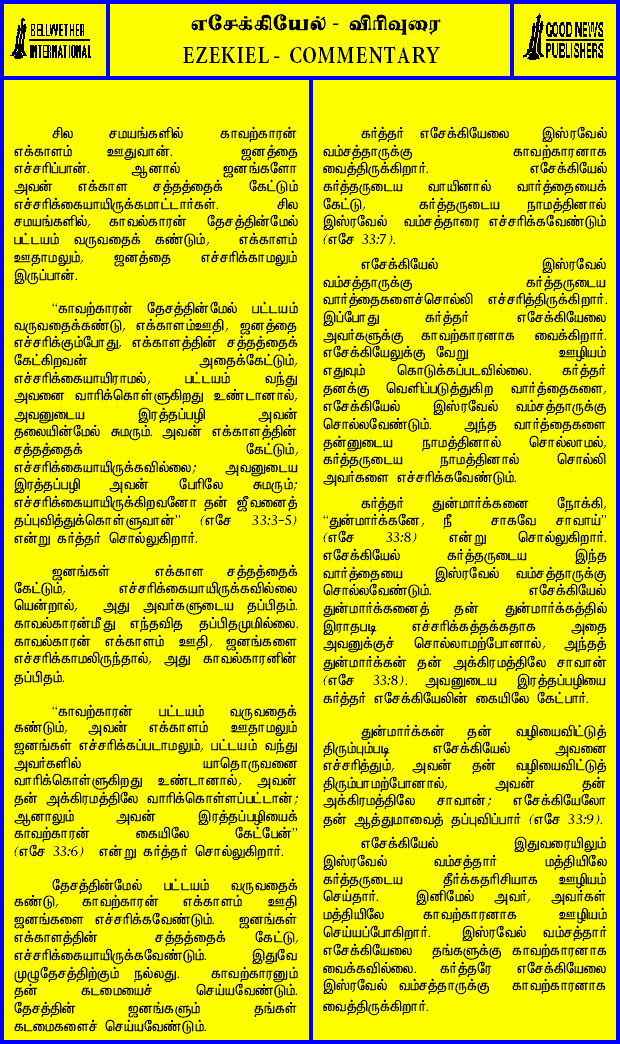 BELLWETHER
INTERNATIONAL
எசேக்கியேல் - விரிவுரை
EZEKIEL - COMMENTARY
GOOD NEWS
PUBLISHERS
சில சமயங்களில் காவற்காரன்
எக்காளம் ஊதுவான். ஜனத்தை
எச்சரிப்பான். ஆனால் ஜனங்களோ
அவன் எக்காள சத்தத்தைக் கேட்டும்
எச்சரிக்கையாயிருக்கமாட்டார்கள். சில
சமயங்களில், காவல்காரன் தேசத்தின்மேல்
பட்டயம் வருவதைக் கண்டும், எக்காளம்
ஊதாமலும், ஜனத்தை எச்சரிக்காமலும்
இருப்பான்.
“காவற்காரன் தேசத்தின்மேல் பட்டயம்
வருவதைக்கண்டு, எக்காளம்ஊதி, ஜனத்தை
எச்சரிக்கும்போது, எக்காளத்தின் சத்தத்தைக்
கேட்கிறவன் அதைக்கேட்டும்,
எச்சரிக்கையாயிராமல், பட்டயம் வந்து
அவனை வாரிக்கொள்ளுகிறது உண்டானால்,
அவனுடைய இரத்தப்பழி அவன்
தலையின்மேல் சுமரும். அவன் எக்காளத்தின்
சத்தத்தைக் கேட்டும்,
எச்சரிக்கையாயிருக்கவில்லை; அவனுடைய
இரத்தப்பழி அவன் பேரிலே சுமரும்;
எச்சரிக்கையாயிருக்கிறவனோ தன் ஜீவனைத்
தப்புவித்துக்கொள்ளுவான்” (எசே 33:3-5)
என்று கர்த்தர் சொல்லுகிறார்.
ஜனங்கள் எக்காள சத்தத்தைக்
கேட்டும், எச்சரிக்கையாயிருக்கவில்லை
யென்றால், அது அவர்களுடைய தப்பிதம்.
காவல்காரன்மீது எந்தவித தப்பிதமுமில்லை.
காவல்காரன் எக்காளம் ஊதி, ஜனங்களை
எச்சரிக்காமலிருந்தால், அது காவல்காரனின்
தப்பிதம்.
“காவற்காரன் பட்டயம் வருவதைக்
கண்டும், அவன் எக்காளம் ஊதாமலும்
ஜனங்கள் எச்சரிக்கப்படாமலும், பட்டயம் வந்து
அவர்களில் யாதொருவனை
வாரிக்கொள்ளுகிறது உண்டானால், அவன்
தன் அக்கிரமத்திலே வாரிக்கொள்ளப்பட்டான்;
ஆனாலும் அவன் இரத்தப்பழியைக்
காவற்காரன் கையிலே கேட்பேன்”
(எசே 33:6) என்று கர்த்தர் சொல்லுகிறார்.
தேசத்தின்மேல் பட்டயம் வருவதைக்
கண்டு, காவற்காரன் எக்காளம் ஊதி
ஜனங்களை எச்சரிக்கவேண்டும். ஜனங்கள்
எக்காளத்தின் சத்தத்தைக் கேட்டு,
எச்சரிக்கையாயிருக்கவேண்டும். இதுவே
முழுதேசத்திற்கும் நல்லது. காவற்காரனும்
தன் கடமையைச் செய்யவேண்டும்.
தேசத்தின் ஜனங்களும் தங்கள்
கடமைகளைச் செய்யவேண்டும்.
கர்த்தர் எசேக்கியேலை இஸ்ரவேல்
வம்சத்தாருக்கு காவற்காரனாக
வைத்திருக்கிறார். எசேக்கியேல்
கர்த்தருடைய வாயினால் வார்த்தையைக்
கேட்டு, கர்த்தருடைய நாமத்தினால்
இஸ்ரவேல் வம்சத்தாரை எச்சரிக்கவேண்டும்
(எசே 33:7).
எசேக்கியேல் இஸ்ரவேல்
வம்சத்தாருக்கு கர்த்தருடைய
வார்த்தைகளைச்சொல்லி எச்சரித்திருக்கிறார்.
இப்போது கர்த்தர் எசேக்கியேலை
அவர்களுக்கு காவற்காரனாக வைக்கிறார்.
எசேக்கியேலுக்கு வேறு ஊழியம்
எதுவும் கொடுக்கப்படவில்லை. கர்த்தர்
தனக்கு வெளிப்படுத்துகிற வார்த்தைகளை,
எசேக்கியேல் இஸ்ரவேல் வம்சத்தாருக்கு
சொல்லவேண்டும். அந்த வார்த்தைகளை
தன்னுடைய நாமத்தினால் சொல்லாமல்,
கர்த்தருடைய நாமத்தினால் சொல்லி
அவர்களை எச்சரிக்கவேண்டும்.
கர்த்தர் துன்மார்க்கனை நோக்கி,
“துன்மார்க்கனே, நீ சாகவே சாவாய்”
(எசே 33:8) என்று சொல்லுகிறார்.
எசேக்கியேல் கர்த்தருடைய இந்த
வார்த்தையை இஸ்ரவேல் வம்சத்தாருக்கு
சொல்லவேண்டும். எசேக்கியேல்
துன்மார்க்கனைத் தன் துன்மார்க்கத்தில்
இராதபடி எச்சரிக்கத்தக்கதாக அதை
அவனுக்குச் சொல்லாமற்போனால், அந்தத்
துன்மார்க்கன் தன் அக்கிரமத்திலே சாவான்
(எசே 33:8). அவனுடைய இரத்தப்பழியை
கர்த்தர் எசேக்கியேலின் கையிலே கேட்பார்.
துன்மார்க்கன் தன் வழியைவிட்டுத்
திரும்பும்படி எசேக்கியேல் அவனை
எச்சரித்தும், அவன் தன் வழியைவிட்டுத்
திரும்பாமற்போனால், அவன் தன்
அக்கிரமத்திலே சாவான்; எசேக்கியேலோ
தன் ஆத்துமாவைத் தப்புவிப்பார் (எசே 33:9).
எசேக்கியேல் இதுவரையிலும்
இஸ்ரவேல் வம்சத்தார் மத்தியிலே
கர்த்தருடைய தீர்க்கதரிசியாக ஊழியம்
செய்தார். இனிமேல் அவர், அவர்கள்
மத்தியிலே காவற்காரனாக ஊழியம்
செய்யப்போகிறார். இஸ்ரவேல் வம்சத்தார்
எசேக்கியேலை தங்களுக்கு காவற்காரனாக
வைக்கவில்லை. கர்த்தரே எசேக்கியேலை
இஸ்ரவேல் வம்சத்தாருக்கு காவற்காரனாக
வைத்திருக்கிறார்.